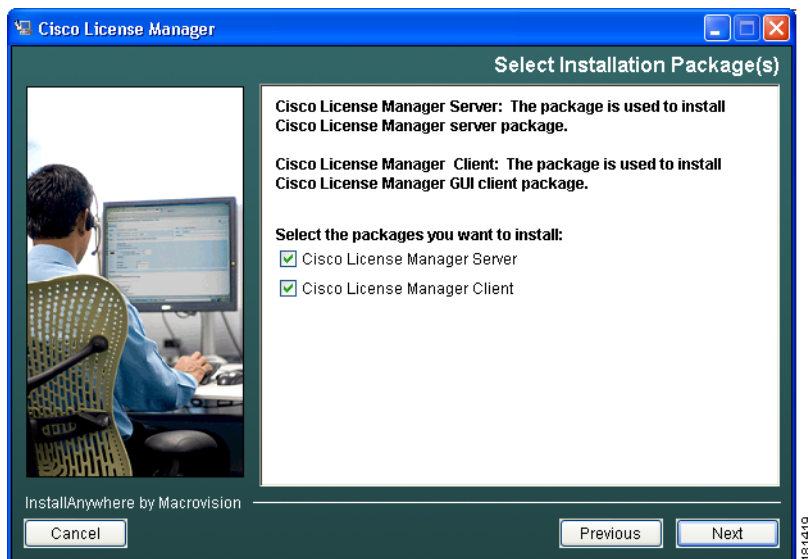 Cisco License Manager
Select Installation Package(s)
Cisco License Manager Server: The package is used to install
Cisco License Manager server package.
Cisco License Manager Client: The package is used to install
Cisco License Manager GUI client package.
Select the packages you want to install:
Cisco License Manager Server
Cisco License Manager Client
InstallAnywhere by Macrovision
Cancel
Previous
Next